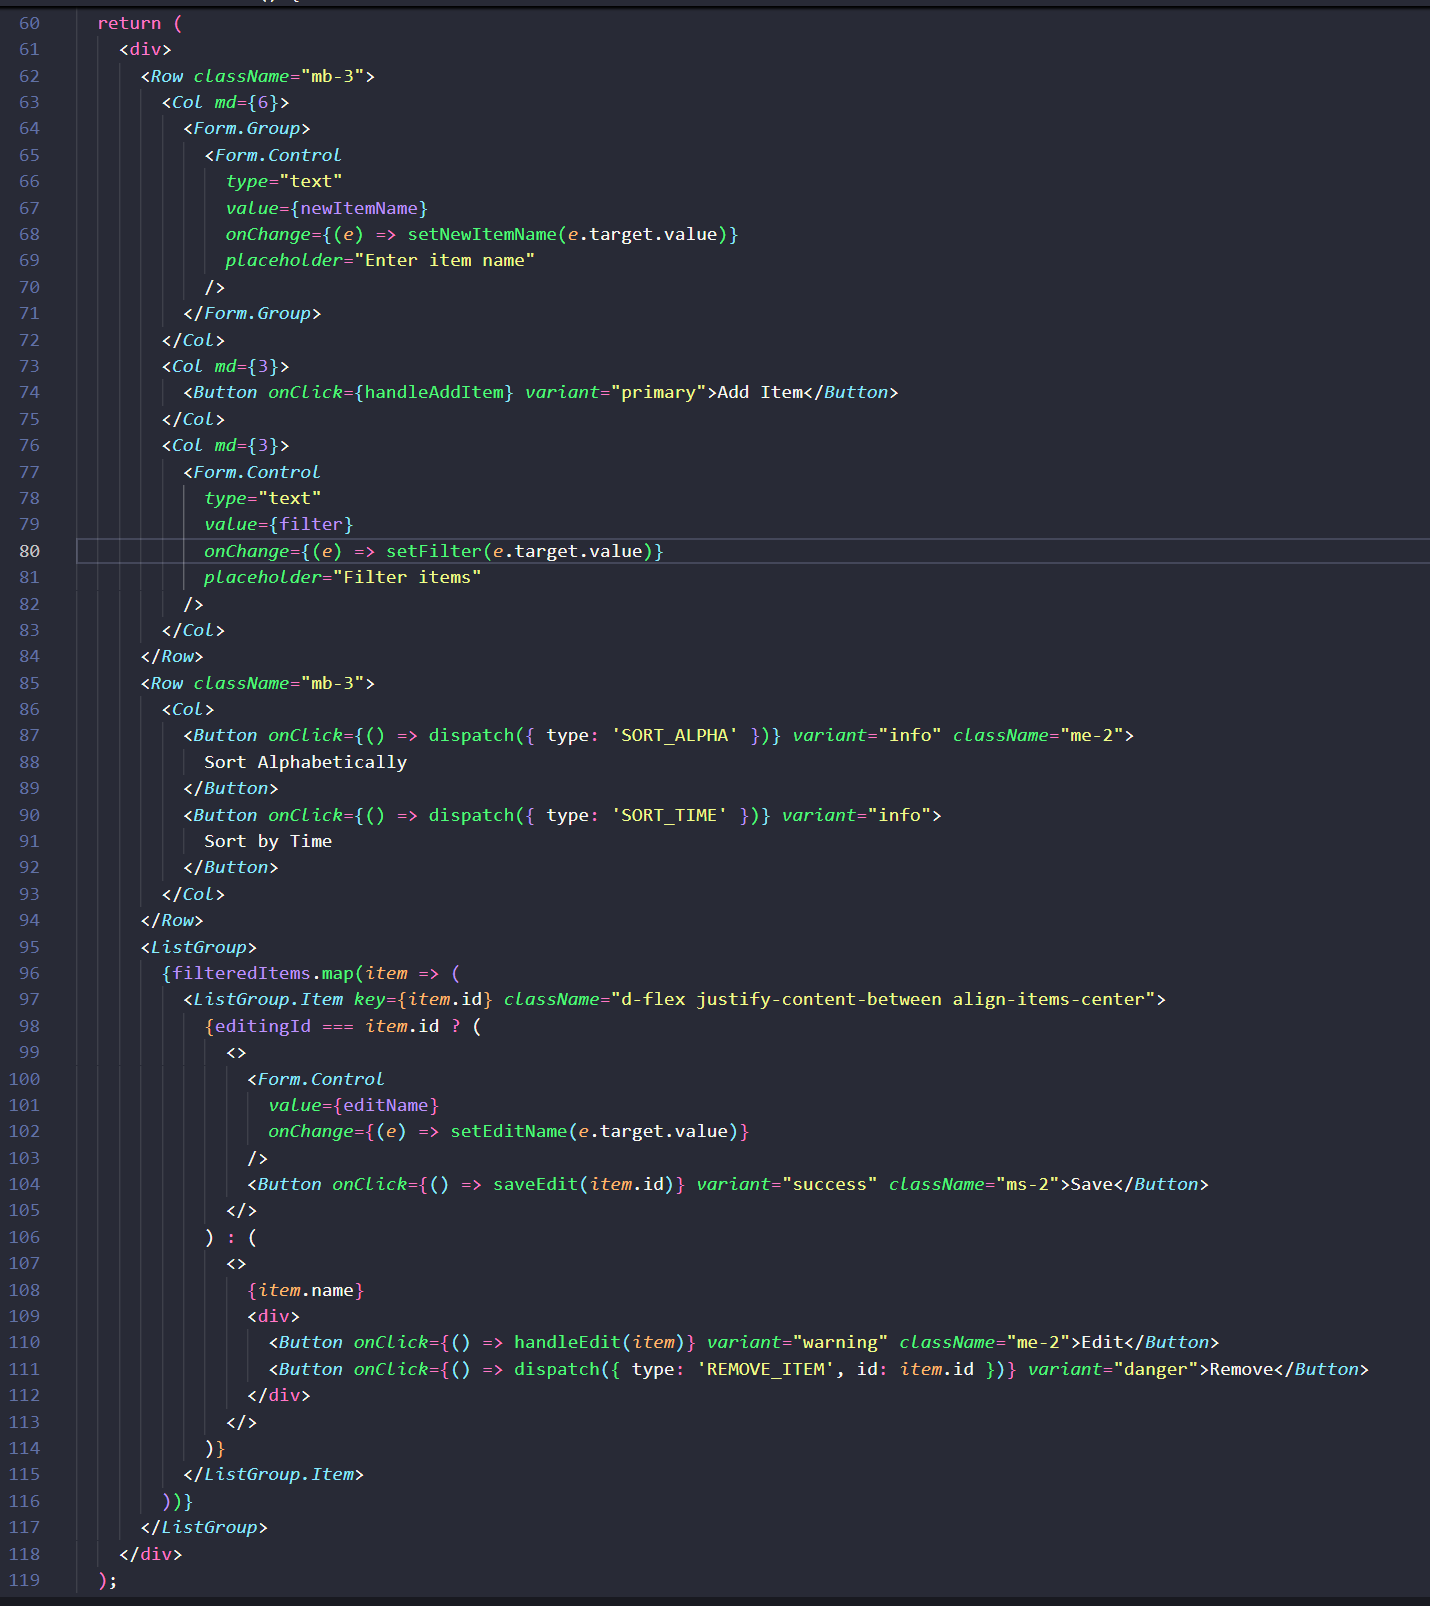 60 return (
61 <div>
62 <Row className="mb-3">
63 <Col md={6}>
64 <Form.Group>
65 <Form.Control
66 type="text"
67 value={newItemName}
68 onChange={(e) => setNewItemName(e.target.value)}
69 placeholder="Enter item name"
70 />
71 </Form.Group>
72 </Col>
73 <Col md={3}>
74 <Button onClick={handleAddItem} variant="primary">Add Item</Button>
75 </Col>
76 <Col md={3}>
77 <Form.Control
78 type="text"
79 value={filter}
80 onChange={(e) => setFilter(e.target.value)}
81 placeholder="Filter items"
82 />
83 </Col>
84 </Row>
85 <Row className="mb-3">
86 <Col>
87 <Button onClick={() => dispatch({ type: 'SORT_ALPHA' })} variant="info" className="me-2">
88 Sort Alphabetically
89 </Button>
90 <Button onClick={() => dispatch({ type: 'SORT_TIME' })} variant="info">
91 Sort by Time
92 </Button>
93 </Col>
94 </Row>
95 <ListGroup>
96 {filteredItems.map(item => (
97 <ListGroup.Item key={item.id} className="d-flex justify-content-between align-items-center">
98 {editingId === item.id ? (
99 <>
100 <Form.Control
101 value={editName}
102 onChange={(e) => setEditName(e.target.value)}
103 />
104 <Button onClick={() => saveEdit(item.id)} variant="success" className="ms-2">Save</Button>
105 </>
106 ) : (
107 <>
108 {item.name}
109 <div>
110 <Button onClick={() => handleEdit(item)} variant="warning" className="me-2">Edit</Button>
111 <Button onClick={() => dispatch({ type: 'REMOVE_ITEM', id: item.id })} variant="danger">Remove</Button>
112 </div>
113 </>
114 )}
115 </ListGroup.Item>
116 ))}
117 </ListGroup>
118 </div>
119 );